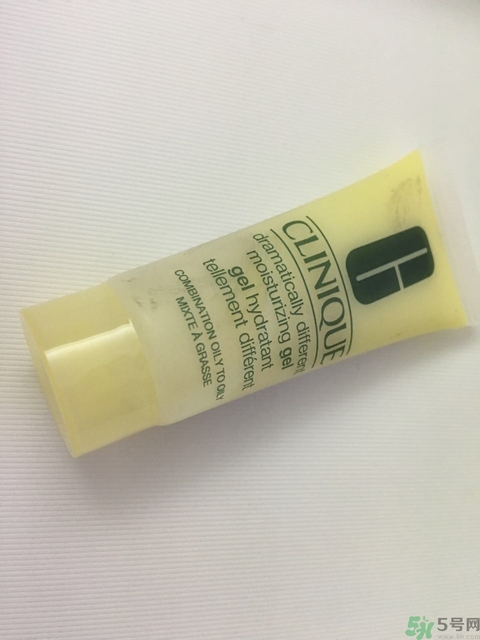 CLINIQUE
dramatically different
moisturizing gel
gel hydratant
tellement différent
COMBINATION OILY TO OILY
MIXTE À GRASSE
5号网